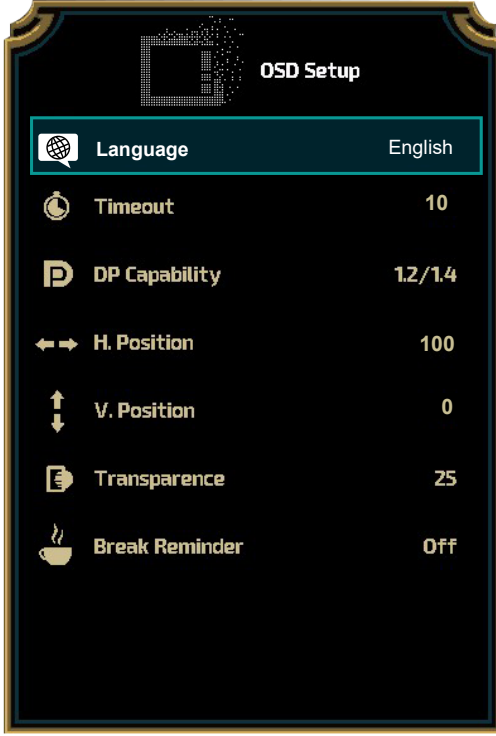 OSD Setup
Language English
Timeout 10
DP Capability 1.2/1.4
H. Position 100
V. Position 0
Transparence 25
Break Reminder Off